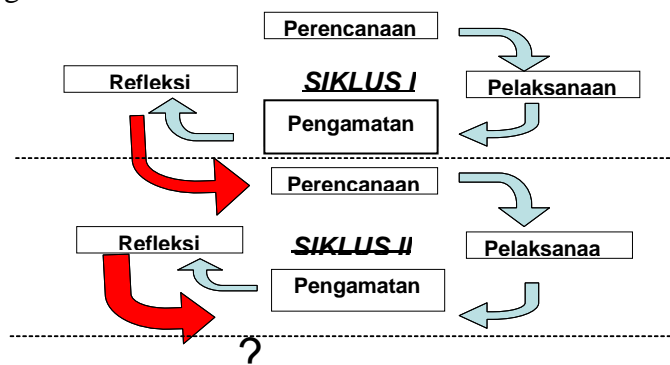 Perencanaan
Refleksi
SIKLUS I
Pelaksanaan
Pengamatan
Perencanaan
Refleksi
SIKLUS II
Pelaksanaa
Pengamatan
?